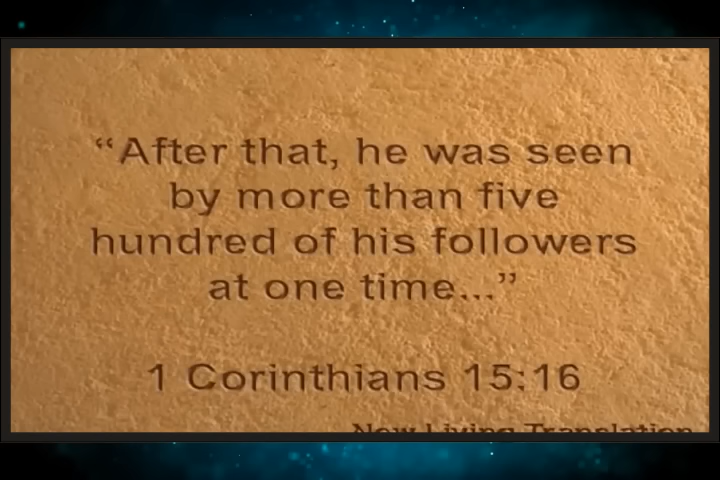 “After that, he was seen
by more than five
hundred of his followers
at one time...”
1 Corinthians 15:16
New Living Translation